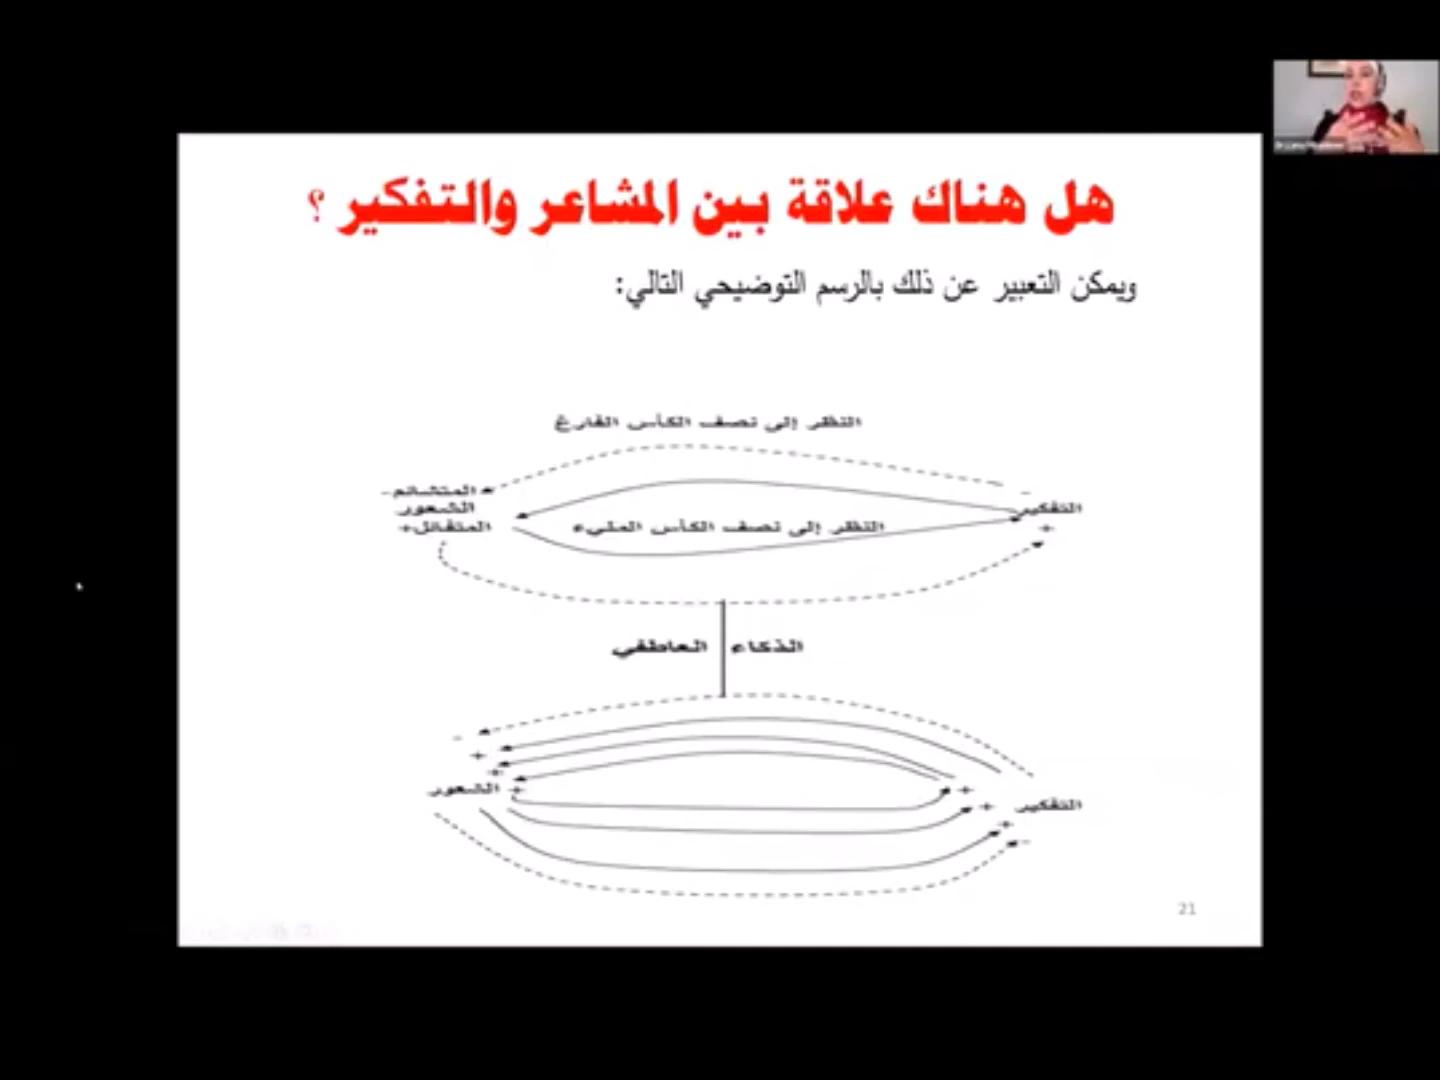 هل هناك علاقة بين المشاعر والتفكير ؟
ويمكن التعبير عن ذلك بالرسم التوضيحي التالي:
النظر إلى نصف الكأس الفارغ
المتشائم -
الشعور
المتفائل +
-
التفكير
+
النظر إلى نصف الكأس المليء
الذكاء العاطفي
-
+
+
الشعور +
+
+ التفكير
+
-
21